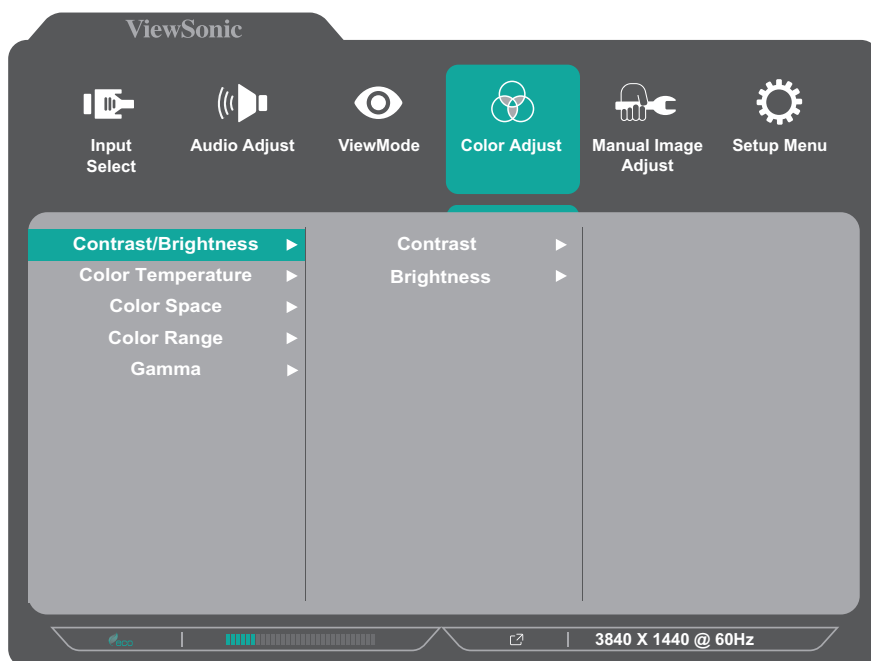 ViewSonic
Input
Select
Audio Adjust
ViewMode
Color Adjust
Manual Image
Adjust
Setup Menu
Contrast/Brightness
Color Temperature
Color Space
Color Range
Gamma
Contrast
Brightness
eco
3840 X 1440 @ 60Hz